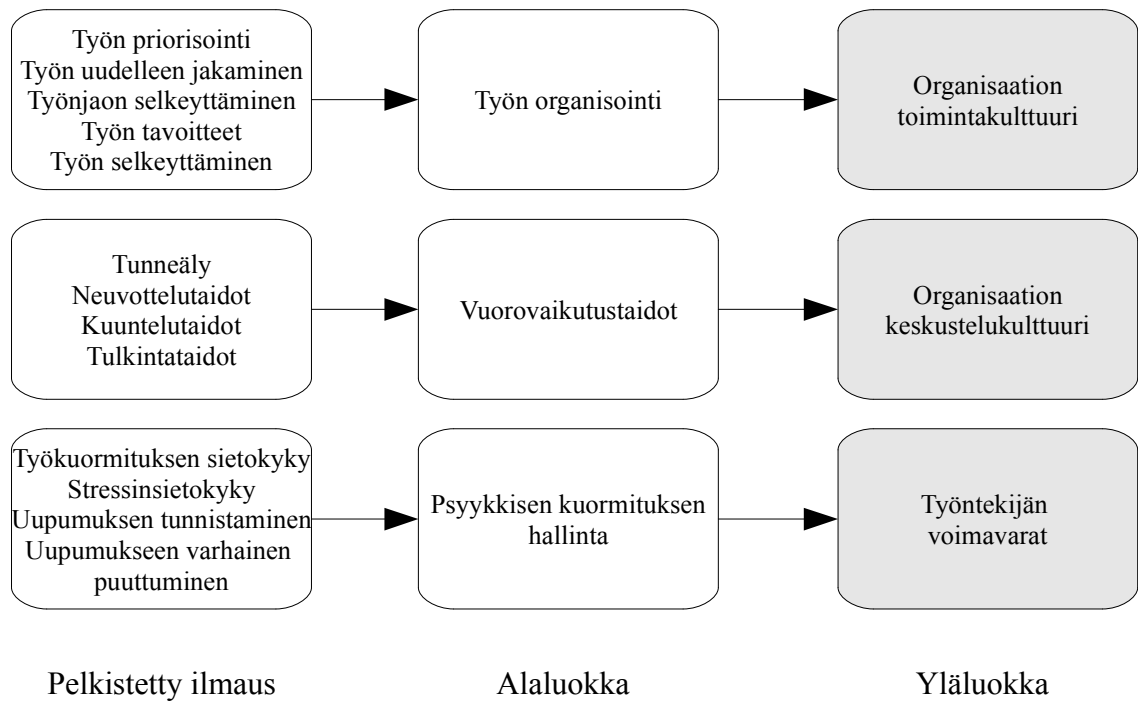 Työn priorisointi
Työn uudelleen jakaminen
Työnjaon selkeyttäminen
Työn tavoitteet
Työn selkeyttäminen
Työn organisointi
Organisaation
toimintakulttuuri
Tunneäly
Neuvottelutaidot
Kuuntelutaidot
Tulkintataidot
Vuorovaikutustaidot
Organisaation
keskustelukulttuuri
Työkuormituksen sietokyky
Stressinsietokyky
Uupumuksen tunnistaminen
Uupumukseen varhainen
puuttuminen
Psyykkisen kuormituksen
hallinta
Työntekijän
voimavarat
Pelkistetty ilmaus
Alaluokka
Yläluokka